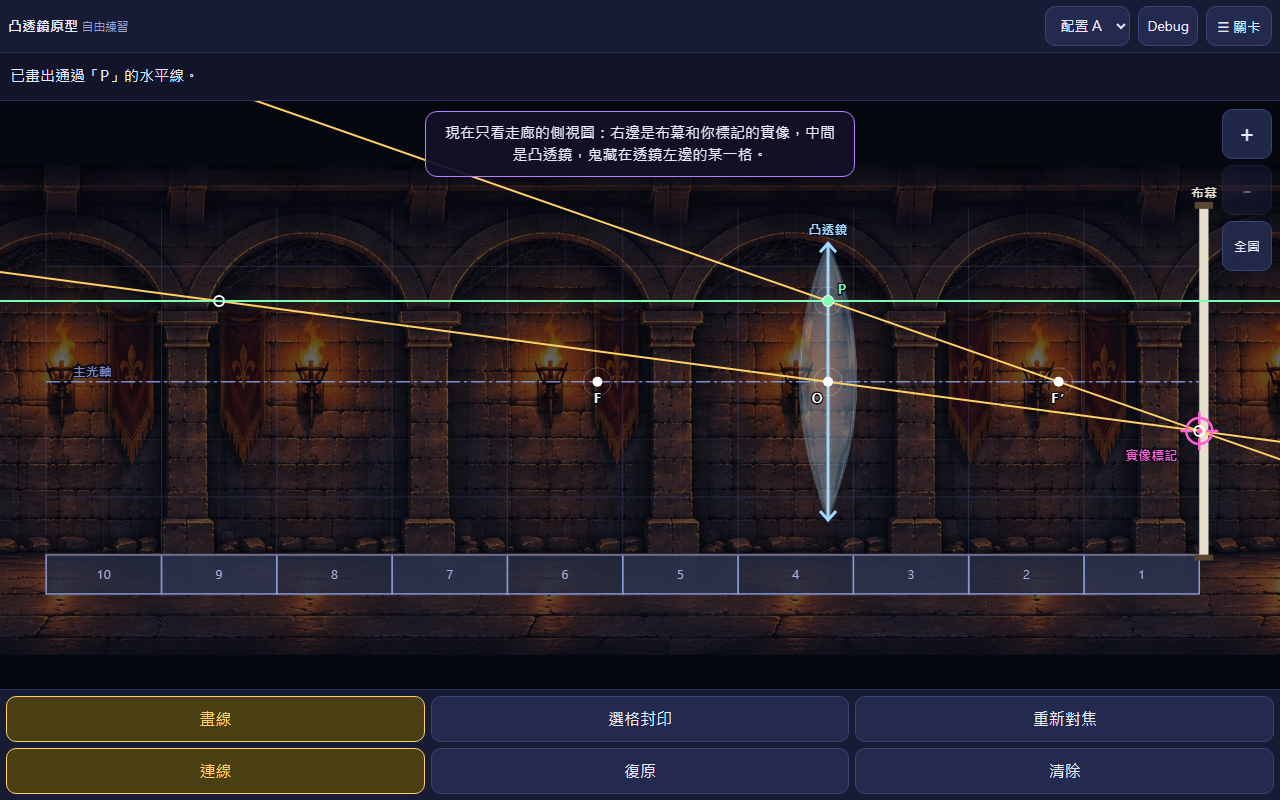 凸透鏡原型 自由練習
配置 A
Debug
☰ 關卡
已畫出通過「P」的水平線。
現在只看走廊的側視圖：右邊是布幕和你標記的實像，中間
是凸透鏡，鬼藏在透鏡左邊的某一格。
+
−
全圖
布幕
凸透鏡
P
主光軸
F
O
F′
實像標記
10
9
8
7
6
5
4
3
2
1
畫線
選格封印
重新對焦
連線
復原
清除